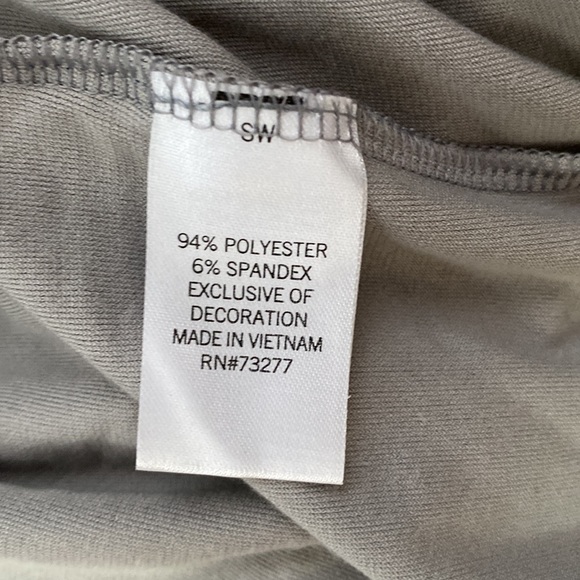 SW
94% POLYESTER
6% SPANDEX
EXCLUSIVE OF
DECORATION
MADE IN VIETNAM
RN#73277